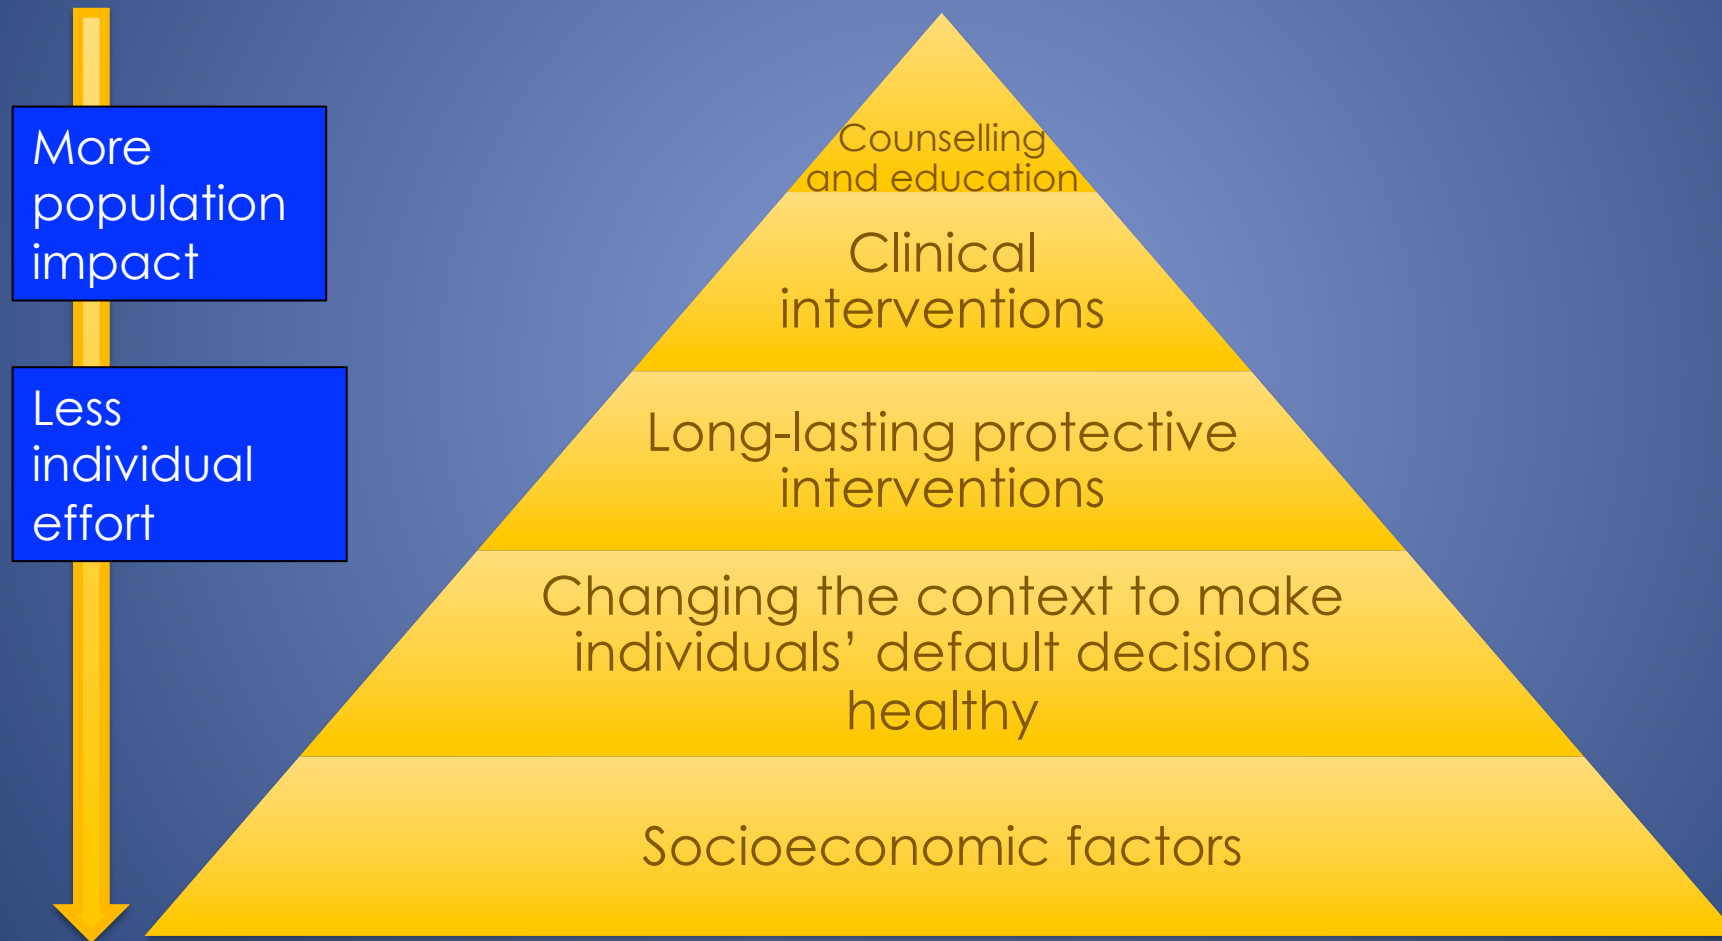 More
population
impact
Less
individual
effort
Counselling
and education
Clinical
interventions
Long-lasting protective
interventions
Changing the context to make
individuals’ default decisions
healthy
Socioeconomic factors